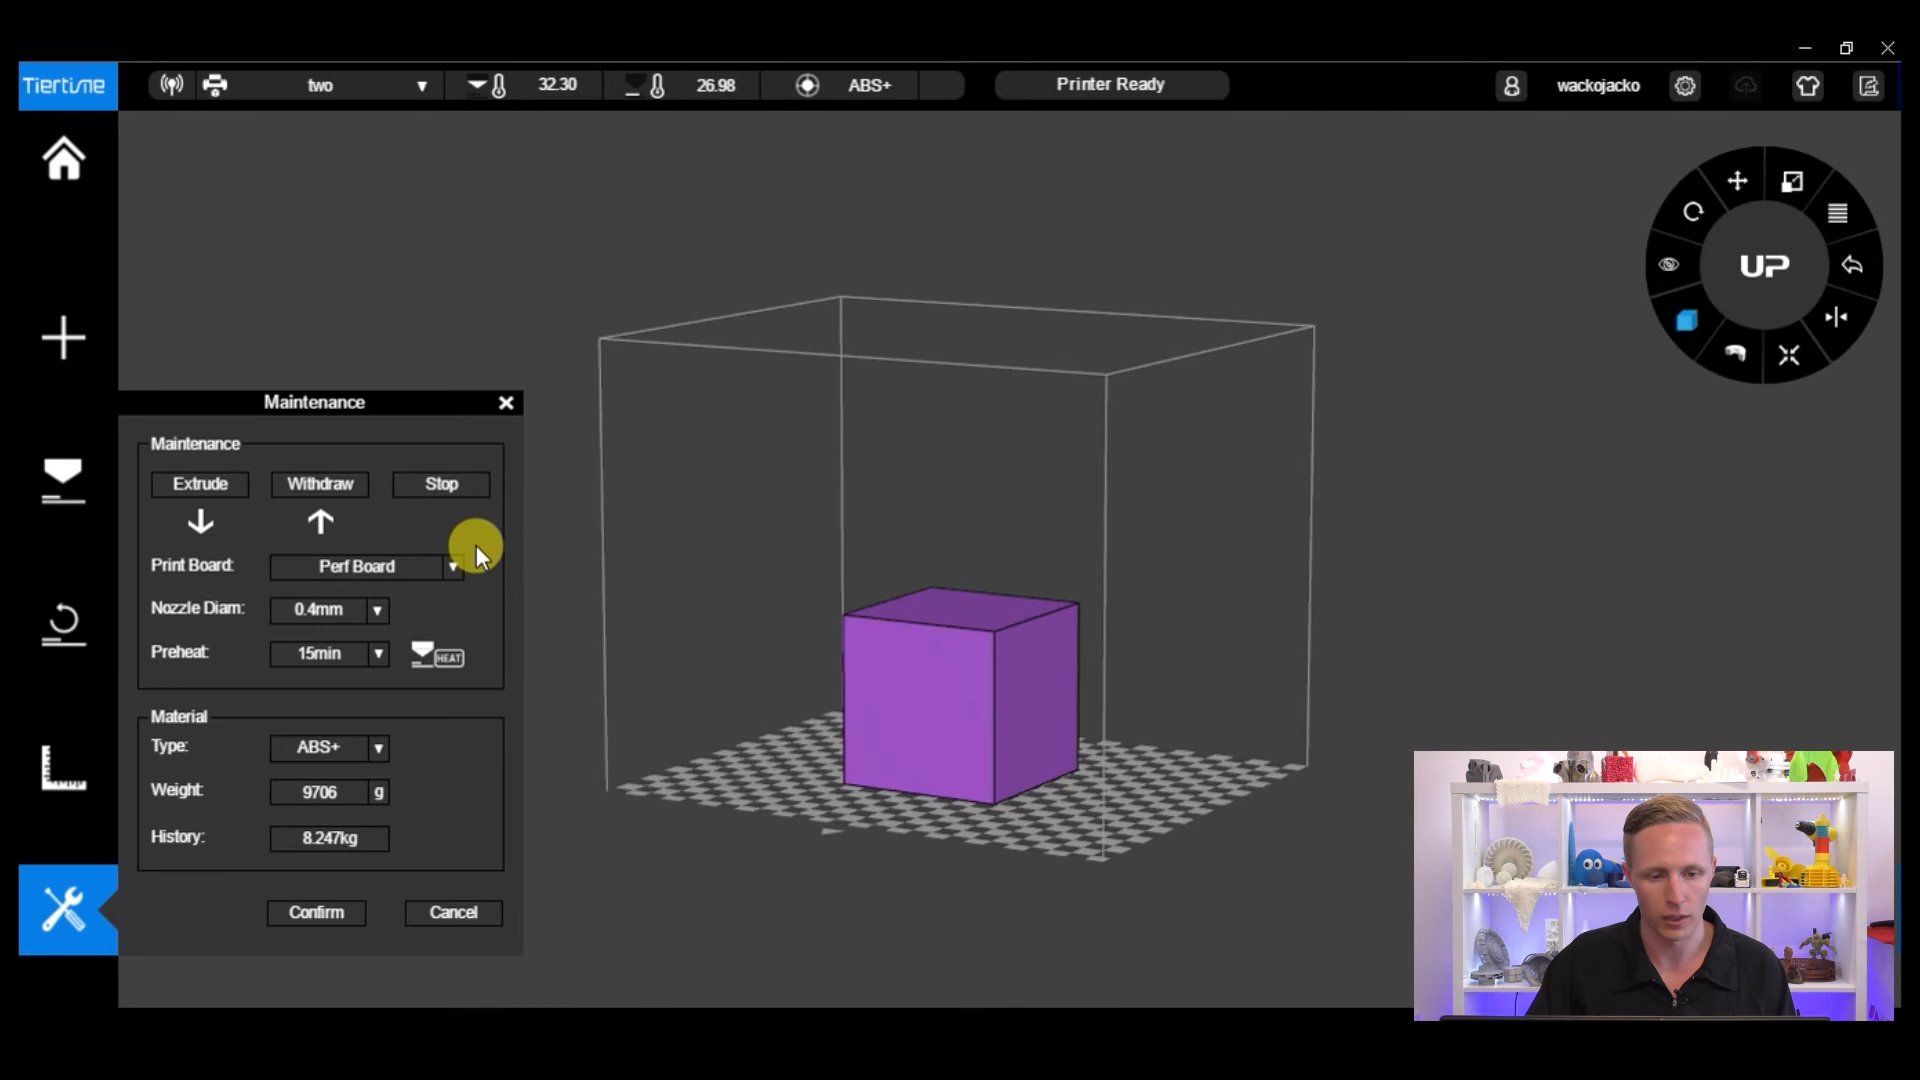 Tiertime
two
32.30
26.98
ABS+
Printer Ready
wackojacko
UP
Maintenance
Maintenance
Extrude
Withdraw
Stop
Print Board:
Perf Board
Nozzle Diam:
0.4mm
Preheat:
15min
HEAT
Material
Type:
ABS+
Weight:
9706
g
History:
8.247kg
Confirm
Cancel